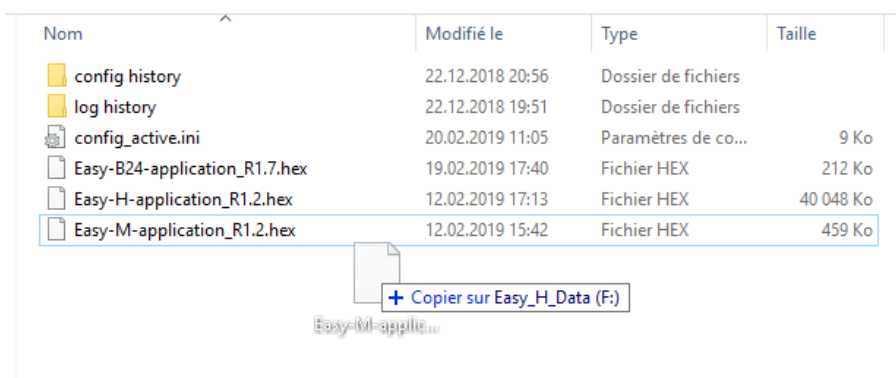 Nom Modifié le Type Taille
config history 22.12.2018 20:56 Dossier de fichiers
log history 22.12.2018 19:51 Dossier de fichiers
config_active.ini 20.02.2019 11:05 Paramètres de co... 9 Ko
Easy-B24-application_R1.7.hex 19.02.2019 17:40 Fichier HEX 212 Ko
Easy-H-application_R1.2.hex 12.02.2019 17:13 Fichier HEX 40 048 Ko
Easy-M-application_R1.2.hex 12.02.2019 15:42 Fichier HEX 459 Ko
Copier sur Easy_H_Data (F:)
Easy-M-applic...